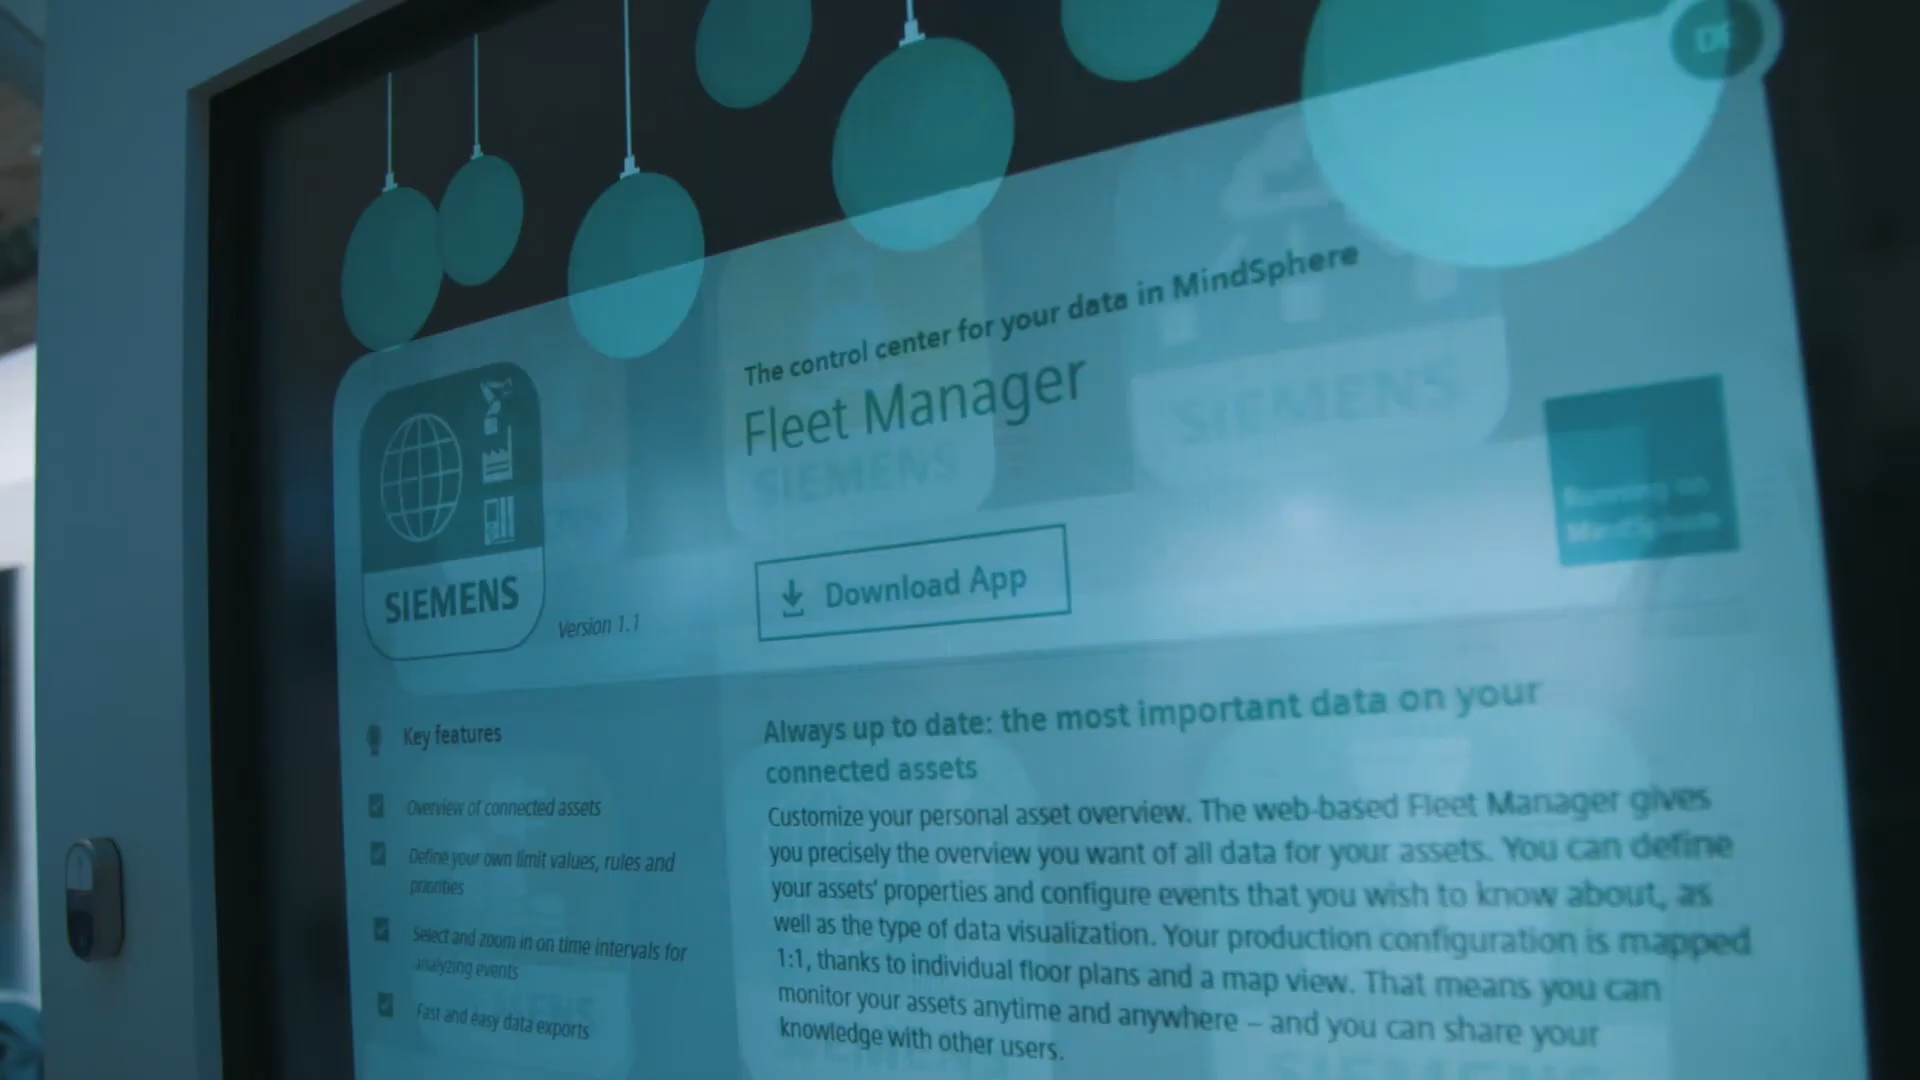 The control center for your data in MindSphere
Fleet Manager
SIEMENS
SIEMENS
SIEMENS
Version 1.1
Download App
Running on
MindSphere
Key features
Overview of connected assets
Define your own limit values, rules and
priorities
Select and zoom in on time intervals for
analyzing events
Fast and easy data exports
Always up to date: the most important data on your
connected assets
Customize your personal asset overview. The web-based Fleet Manager gives
you precisely the overview you want of all data for your assets. You can define
your assets' properties and configure events that you wish to know about, as
well as the type of data visualization. Your production configuration is mapped
1:1, thanks to individual floor plans and a map view. That means you can
monitor your assets anytime and anywhere – and you can share your
knowledge with other users.
SIEMENS